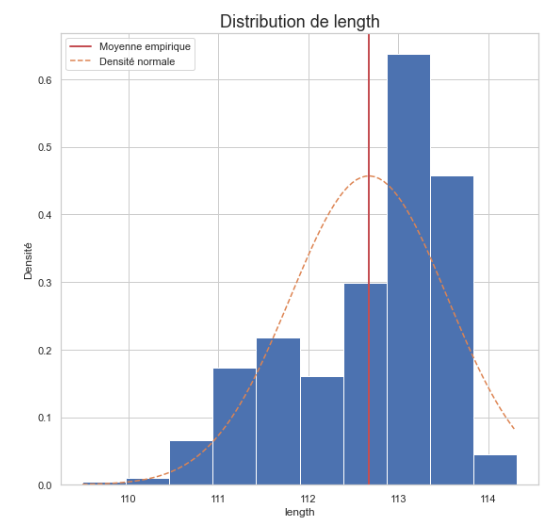 Distribution de length
Moyenne empirique
Densité normale
0.6
0.5
0.4
0.3
0.2
0.1
0.0
Densité
110 111 112 113 114
length